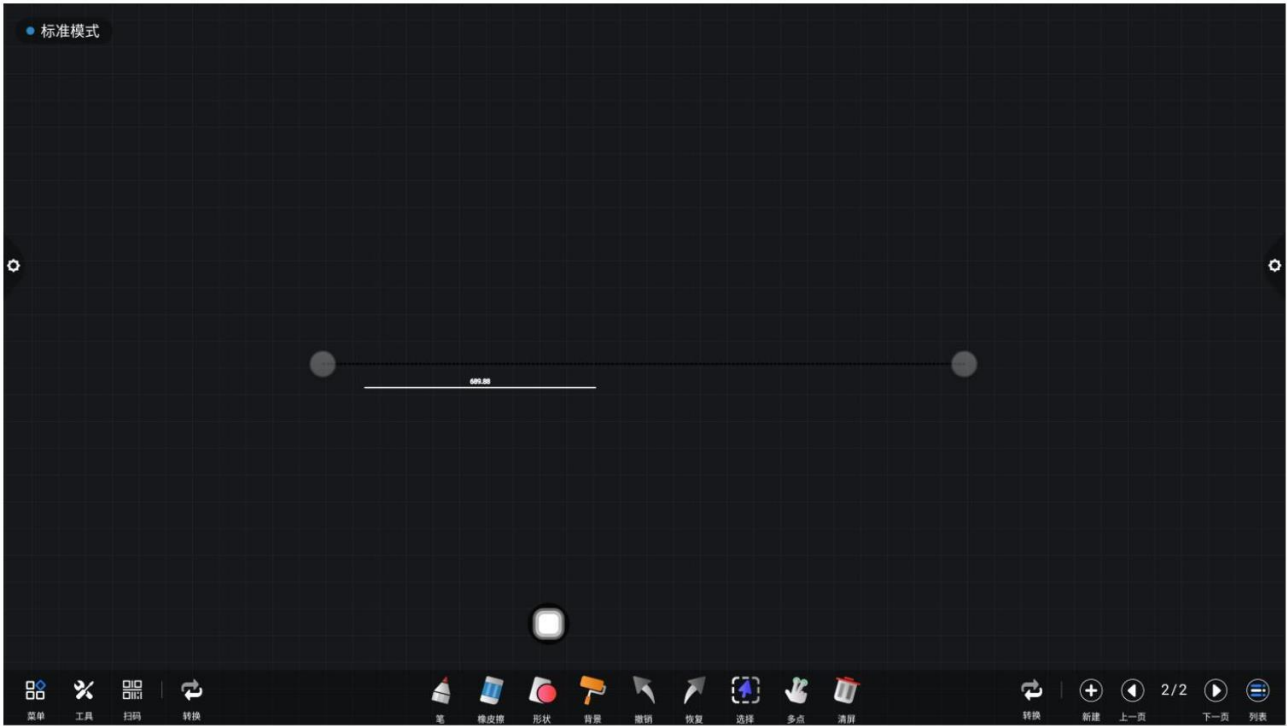 标准模式
689.88
菜单 工具 扫码 转换 笔 橡皮擦 形状 背景 撤销 恢复 选择 多点 清屏 转换 新建 上一页 2/2 下一页 列表